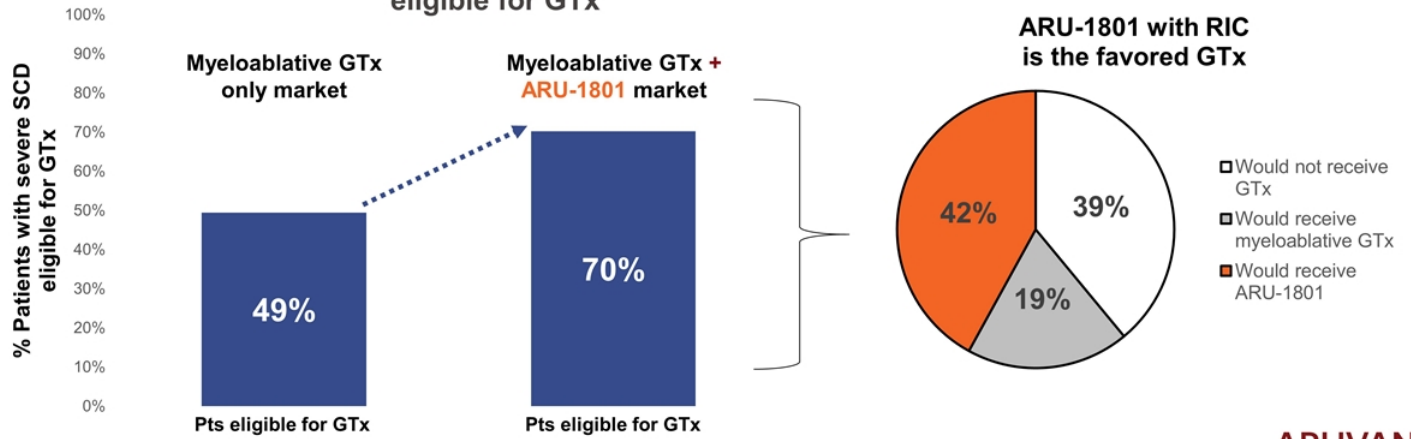 eligible for GTx
100%
90%
80%
70%
60%
50%
40%
30%
20%
10%
0%
% Patients with severe SCD
eligible for GTx
Myeloablative GTx
only market
Myeloablative GTx +
ARU-1801 market
49%
70%
Pts eligible for GTx
Pts eligible for GTx
ARU-1801 with RIC
is the favored GTx
42%
39%
19%
Would not receive
GTx
Would receive
myeloablative GTx
Would receive
ARU-1801